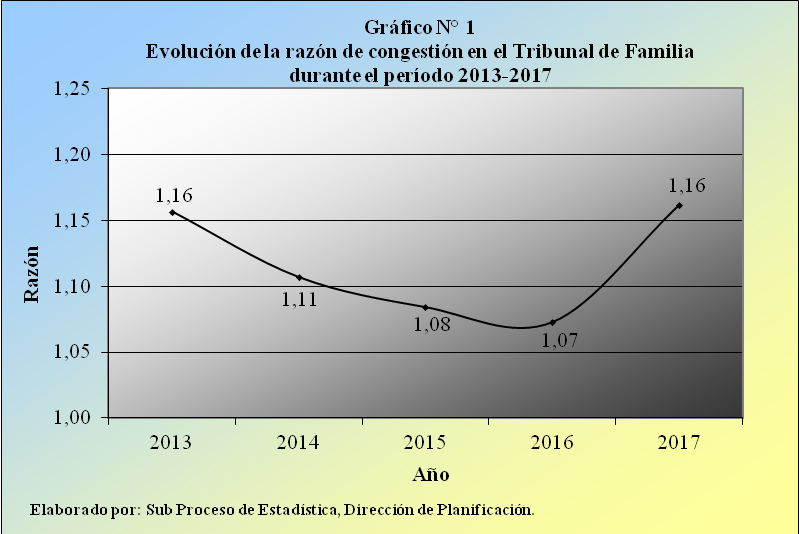 Gráfico N° 1
Evolución de la razón de congestión en el Tribunal de Familia
durante el período 2013-2017
1,25
1,20
1,15
1,10
1,05
1,00
Razón
1,16
1,11
1,08
1,07
1,16
2013 2014 2015 2016 2017
Año
Elaborado por: Sub Proceso de Estadística, Dirección de Planificación.